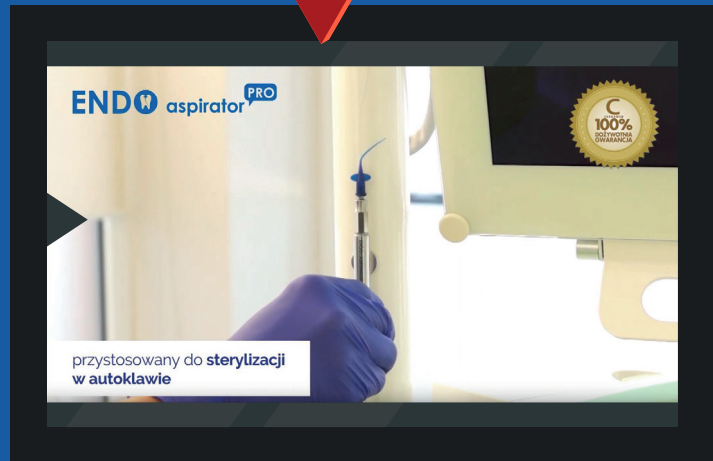 ENDO aspirator PRO
C
100%
DOŻYWOTNIA
GWARANCJA
przystosowany do sterylizacji
w autoklawie